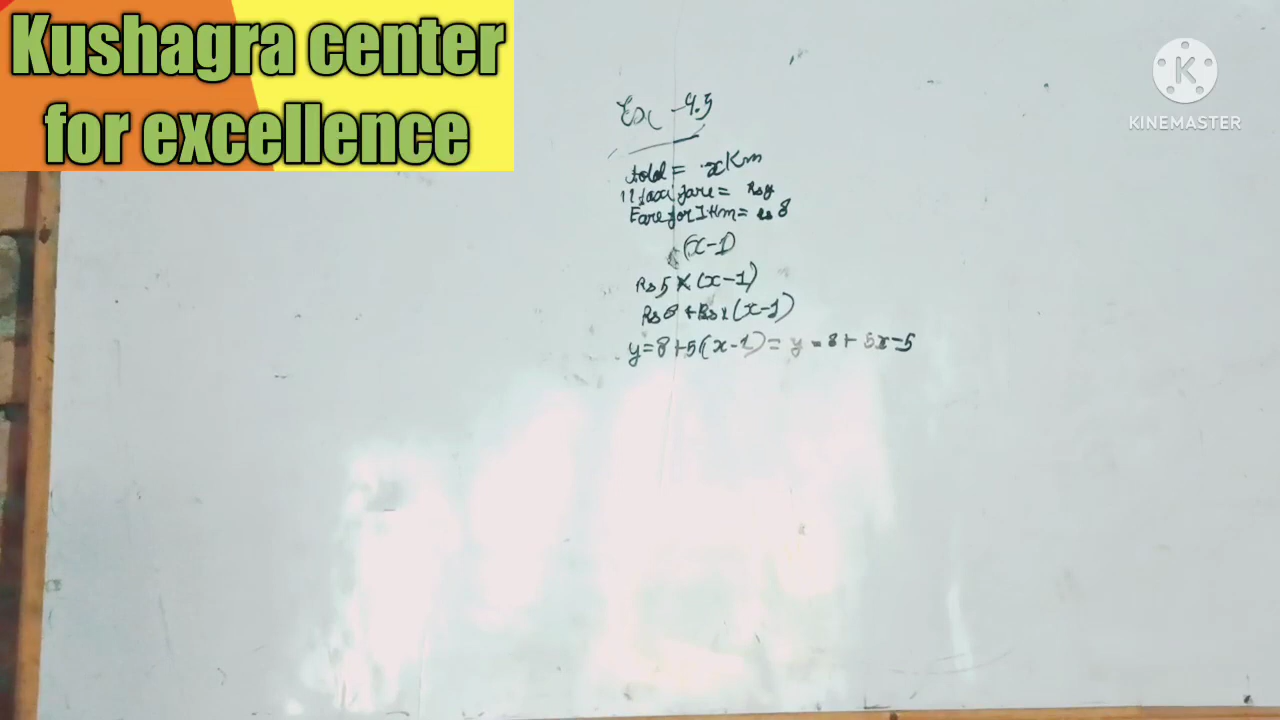 Kushagra center
for excellence
KINEMASTER
Ex - 4.5
total = x Km
11 taxi fare = Rs y
Fare for 1 Km = Rs 8
(x-1)
Rs 5 × (x-1)
Rs 8 + Rs × (x-1)
y = 8 + 5(x-1) = y = 8 + 5x - 5